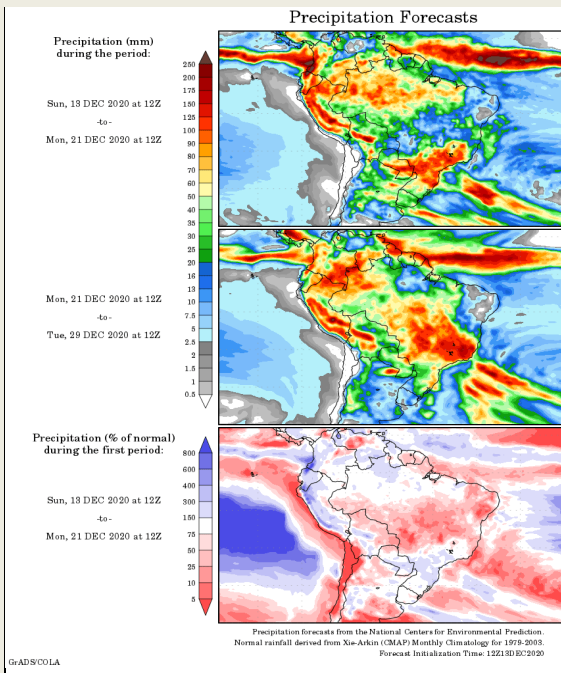 Precipitation Forecasts
Precipitation (mm)
during the period:
Sun, 13 DEC 2020 at 12Z
-to-
Mon, 21 DEC 2020 at 12Z
250
200
175
150
125
100
90
80
70
60
50
40
35
30
25
20
16
13
10
7.5
5
2.5
2
1.5
1
0.5
Mon, 21 DEC 2020 at 12Z
-to-
Tue, 29 DEC 2020 at 12Z
Precipitation (% of normal)
during the first period:
Sun, 13 DEC 2020 at 12Z
-to-
Mon, 21 DEC 2020 at 12Z
800
600
400
300
150
75
50
25
10
5
Precipitation forecasts from the National Centers for Environmental Prediction.
Normal rainfall derived from Xie-Arkin (CMAP) Monthly Climatology for 1979-2003.
Forecast Initialization Time: 12Z13DEC2020
GrADS/COLA